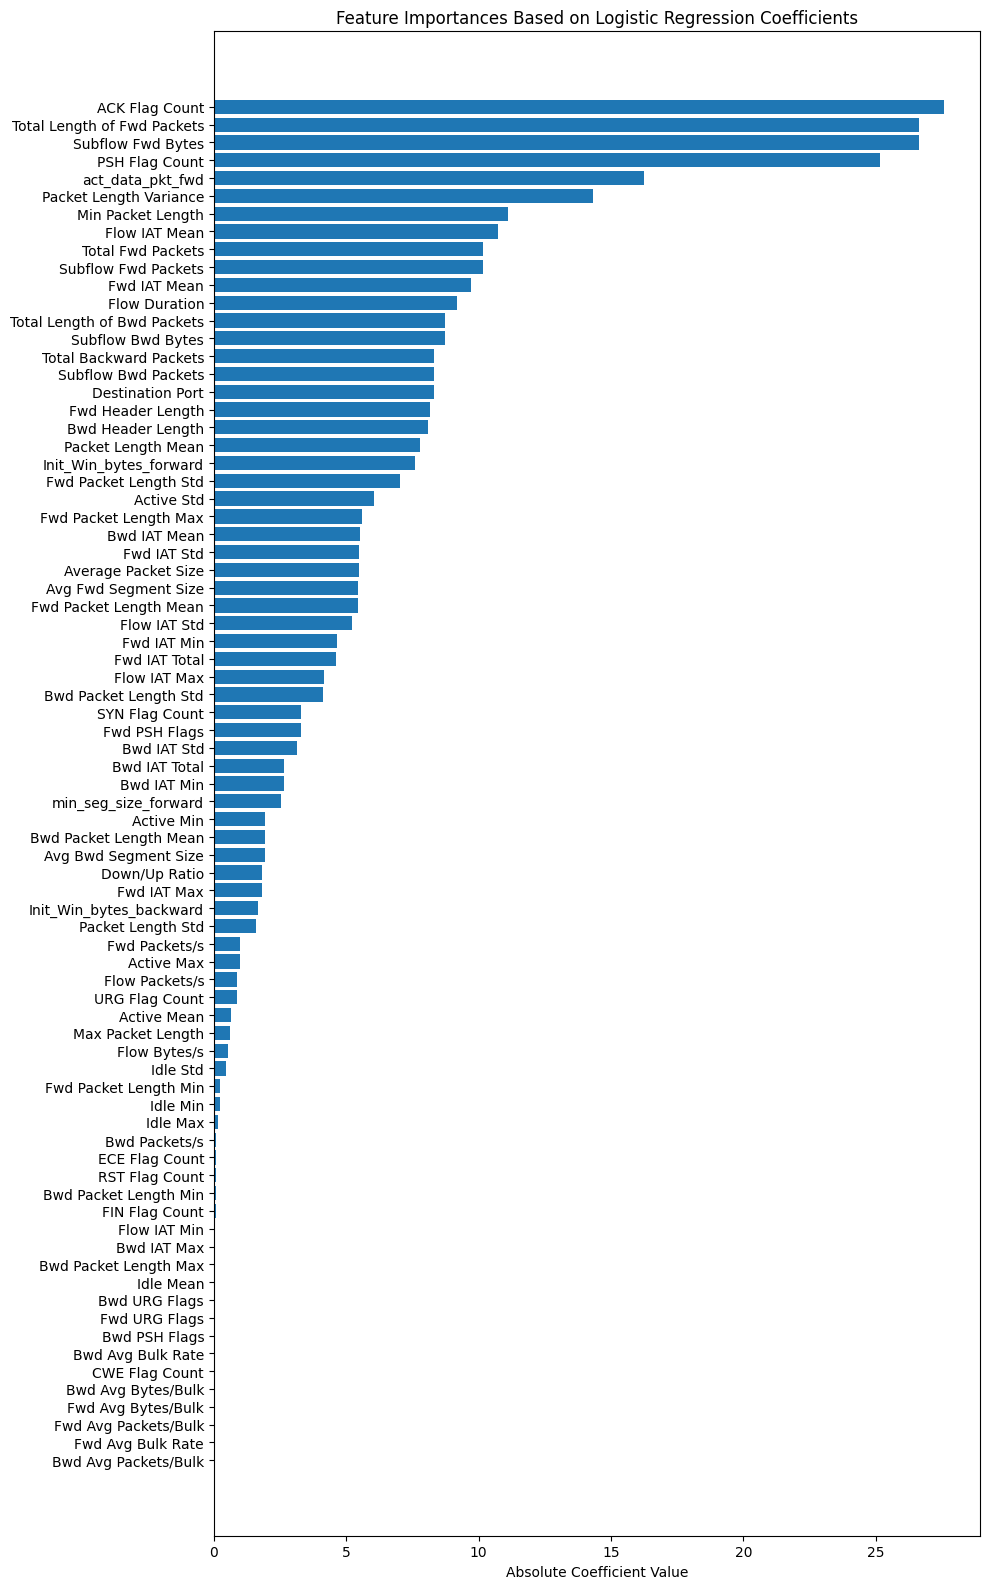 Feature Importances Based on Logistic Regression Coefficients
ACK Flag Count
Total Length of Fwd Packets
Subflow Fwd Bytes
PSH Flag Count
act_data_pkt_fwd
Packet Length Variance
Min Packet Length
Flow IAT Mean
Total Fwd Packets
Subflow Fwd Packets
Fwd IAT Mean
Flow Duration
Total Length of Bwd Packets
Subflow Bwd Bytes
Total Backward Packets
Subflow Bwd Packets
Destination Port
Fwd Header Length
Bwd Header Length
Packet Length Mean
Init_Win_bytes_forward
Fwd Packet Length Std
Active Std
Fwd Packet Length Max
Bwd IAT Mean
Fwd IAT Std
Average Packet Size
Avg Fwd Segment Size
Fwd Packet Length Mean
Flow IAT Std
Fwd IAT Min
Fwd IAT Total
Flow IAT Max
Bwd Packet Length Std
SYN Flag Count
Fwd PSH Flags
Bwd IAT Std
Bwd IAT Total
Bwd IAT Min
min_seg_size_forward
Active Min
Bwd Packet Length Mean
Avg Bwd Segment Size
Down/Up Ratio
Fwd IAT Max
Init_Win_bytes_backward
Packet Length Std
Fwd Packets/s
Active Max
Flow Packets/s
URG Flag Count
Active Mean
Max Packet Length
Flow Bytes/s
Idle Std
Fwd Packet Length Min
Idle Min
Idle Max
Bwd Packets/s
ECE Flag Count
RST Flag Count
Bwd Packet Length Min
FIN Flag Count
Flow IAT Min
Bwd IAT Max
Bwd Packet Length Max
Idle Mean
Bwd URG Flags
Fwd URG Flags
Bwd PSH Flags
Bwd Avg Bulk Rate
CWE Flag Count
Bwd Avg Bytes/Bulk
Fwd Avg Bytes/Bulk
Fwd Avg Packets/Bulk
Fwd Avg Bulk Rate
Bwd Avg Packets/Bulk
0 5 10 15 20 25
Absolute Coefficient Value